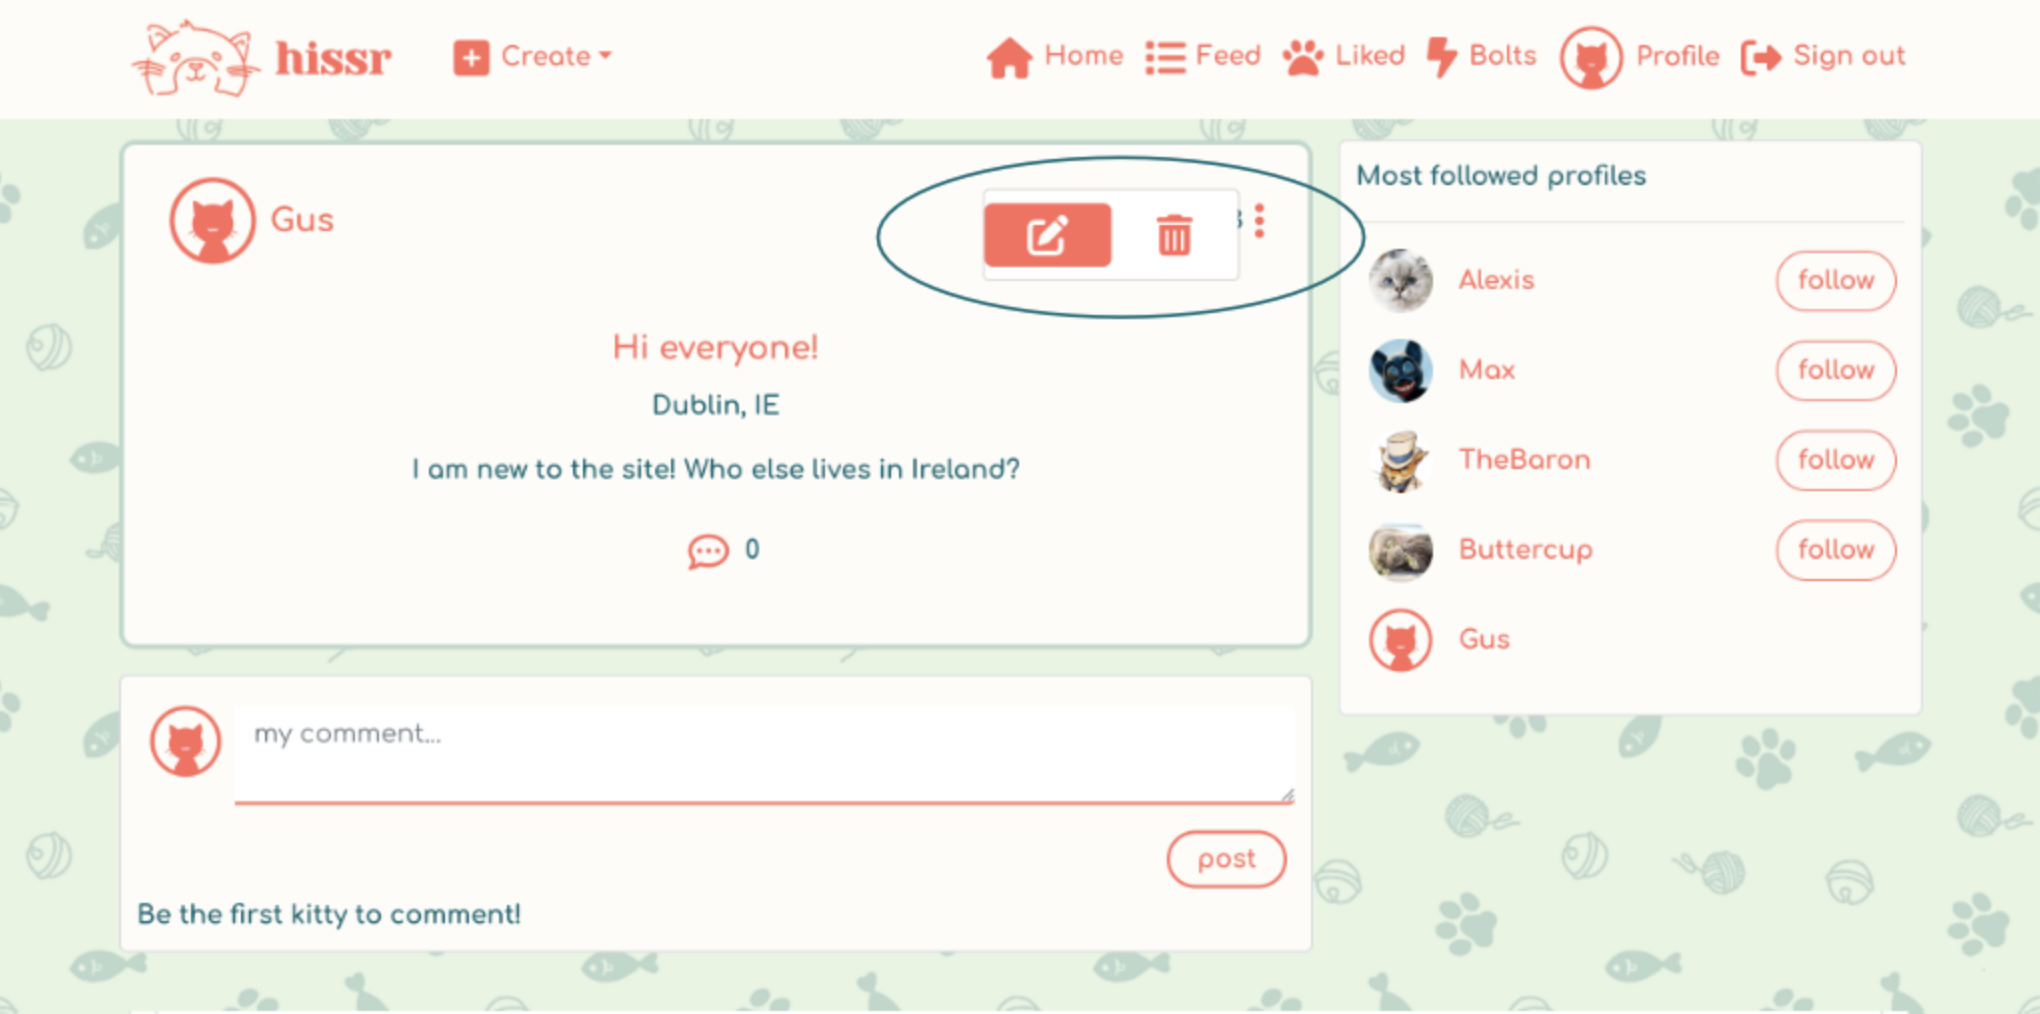 hissr
Create
Home
Feed
Liked
Bolts
Profile
Sign out
Gus
Hi everyone!
Dublin, IE
I am new to the site! Who else lives in Ireland?
0
my comment...
post
Be the first kitty to comment!
Most followed profiles
Alexis follow
Max follow
TheBaron follow
Buttercup follow
Gus